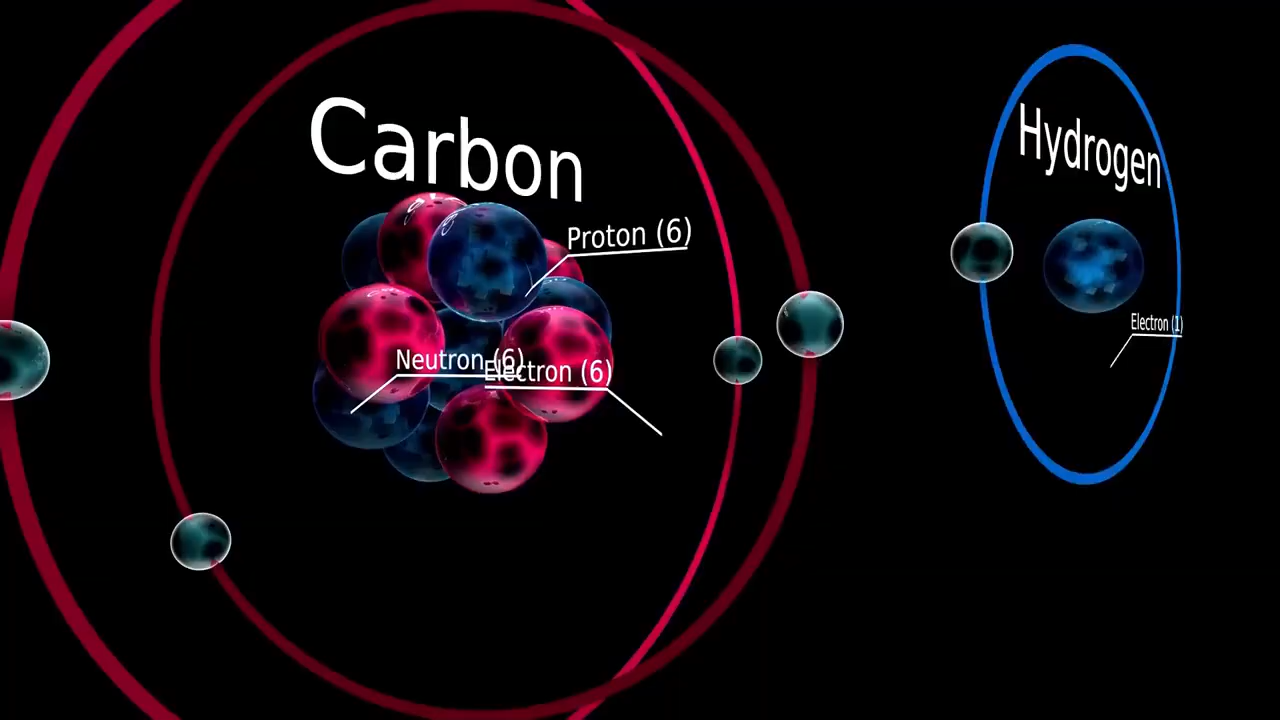 Carbon
Proton (6)
Neutron (6)
Electron (6)
Hydrogen
Electron (1)